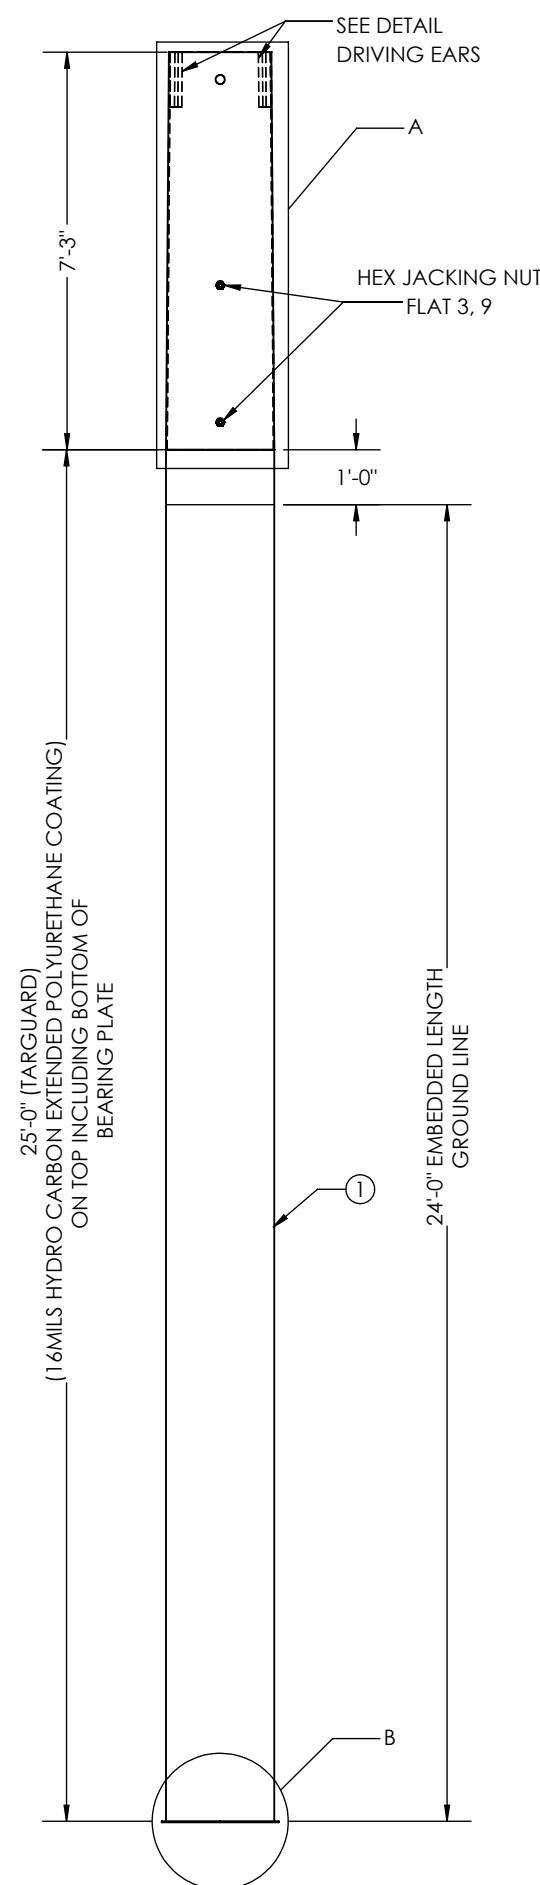 SEE DETAIL
DRIVING EARS
A
7'-3"
HEX JACKING NUT
FLAT 3, 9
1'-0"
25'-0" (TARGUARD)
(16MILS HYDRO CARBON EXTENDED POLYURETHANE COATING)
ON TOP INCLUDING BOTTOM OF
BEARING PLATE
24'-0" EMBEDDED LENGTH
GROUND LINE
1
B